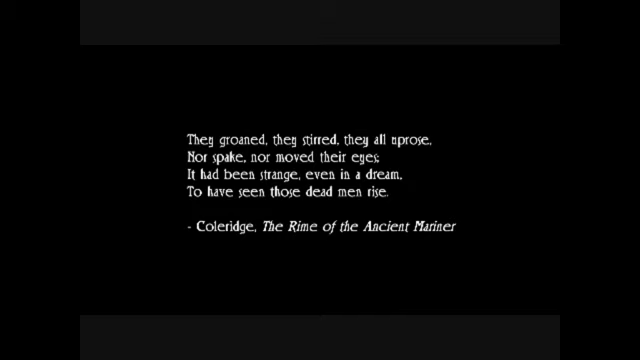 They groaned, they stirred, they all uprose,
Nor spake, nor moved their eyes;
It had been strange, even in a dream,
To have seen those dead men rise.
- Coleridge, The Rime of the Ancient Mariner